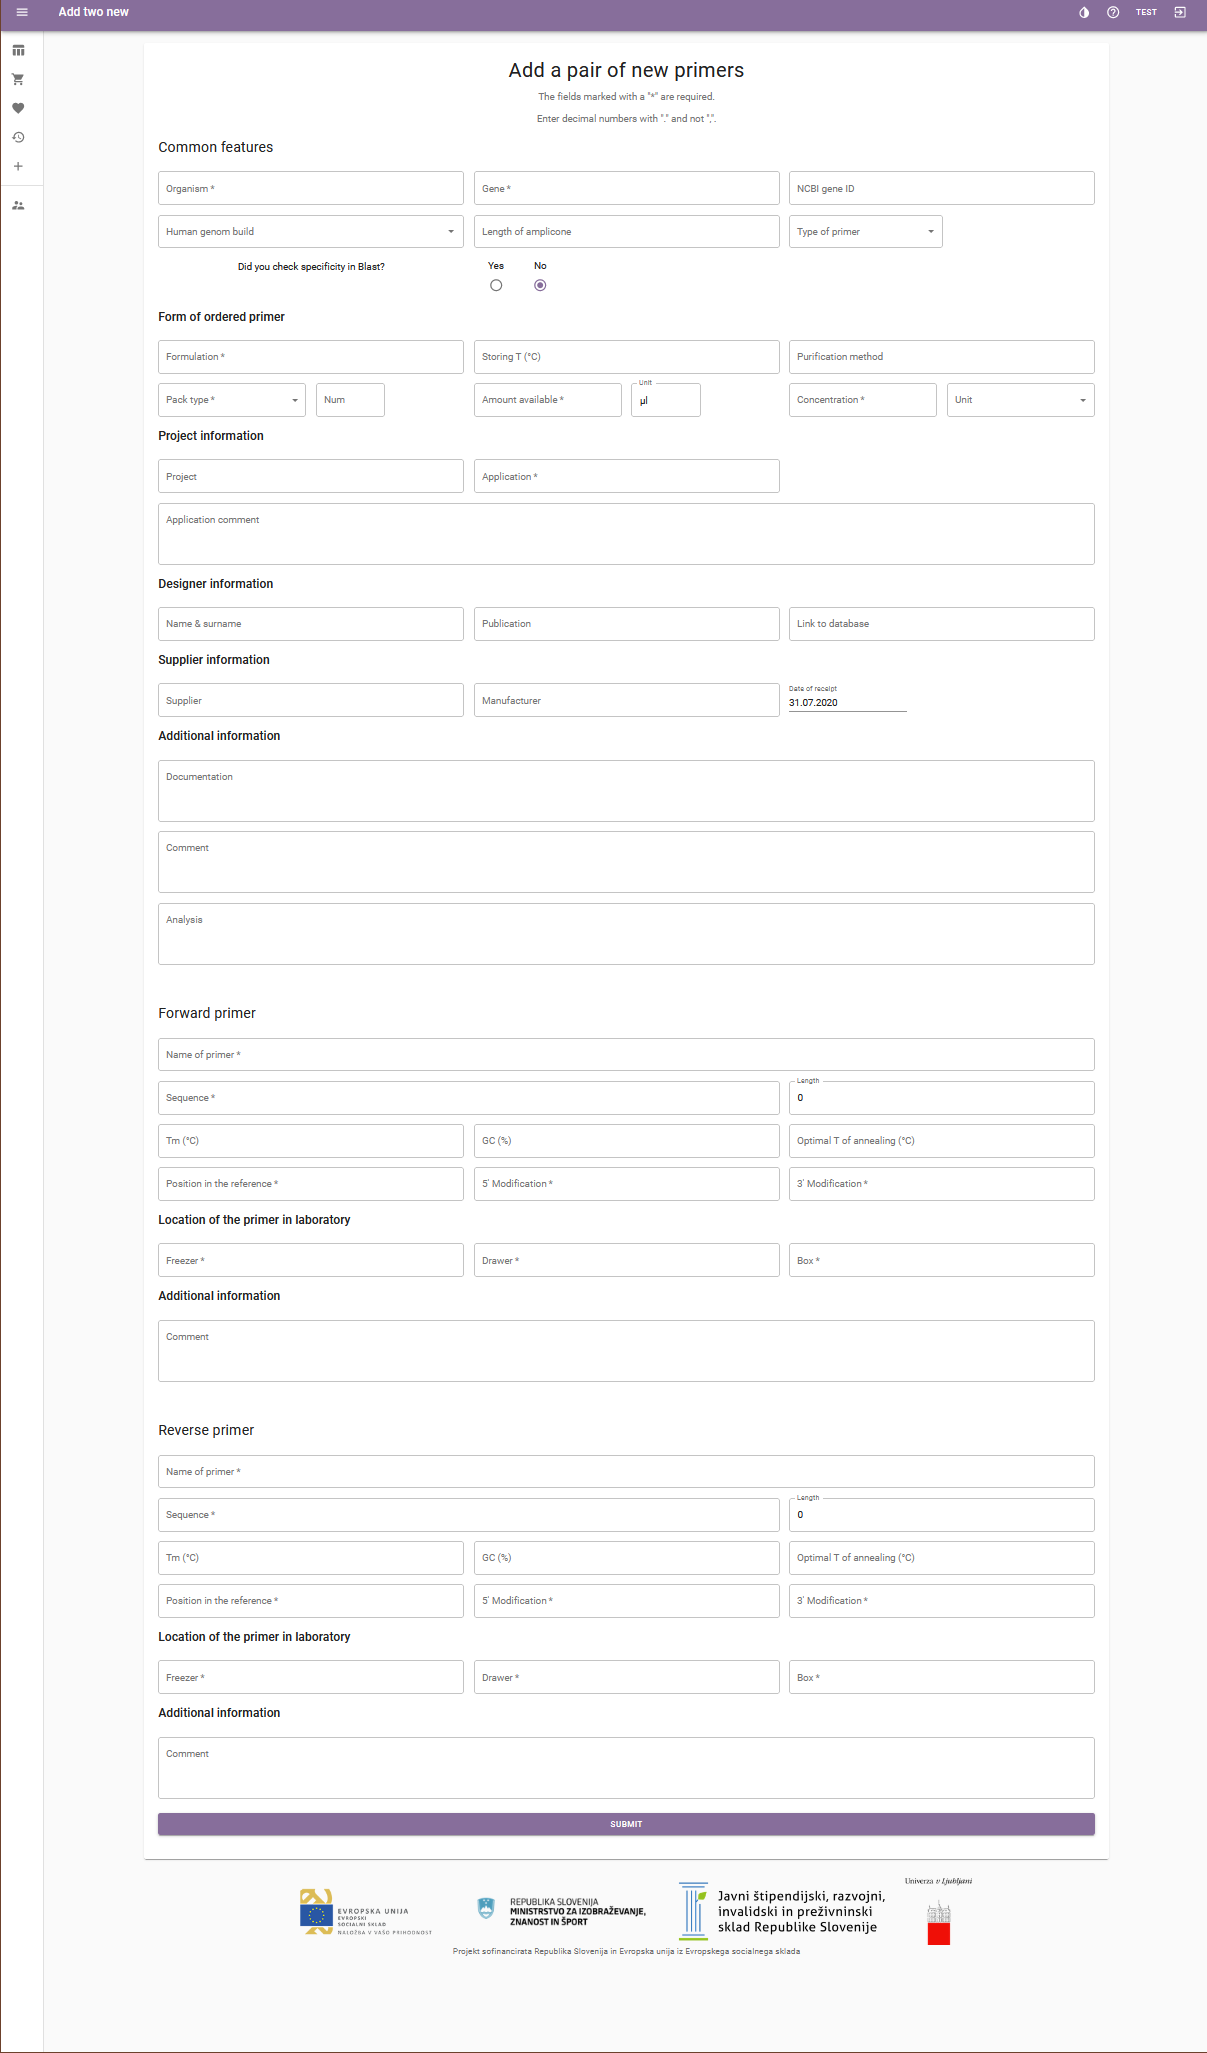 Add two new
TEST
Add a pair of new primers
The fields marked with a "*" are required.
Enter decimal numbers with "." and not ",".
Common features
Organism *
Gene *
NCBI gene ID
Human genom build
Length of amplicone
Type of primer
Did you check specificity in Blast?
Yes
No
Form of ordered primer
Formulation *
Storing T (°C)
Purification method
Pack type *
Num
Amount available *
Unit
µl
Concentration *
Unit
Project information
Project
Application *
Application comment
Designer information
Name & surname
Publication
Link to database
Supplier information
Supplier
Manufacturer
Date of receipt
31.07.2020
Additional information
Documentation
Comment
Analysis
Forward primer
Name of primer *
Sequence *
Length
0
Tm (°C)
GC (%)
Optimal T of annealing (°C)
Position in the reference *
5' Modification *
3' Modification *
Location of the primer in laboratory
Freezer *
Drawer *
Box *
Additional information
Comment
Reverse primer
Name of primer *
Sequence *
Length
0
Tm (°C)
GC (%)
Optimal T of annealing (°C)
Position in the reference *
5' Modification *
3' Modification *
Location of the primer in laboratory
Freezer *
Drawer *
Box *
Additional information
Comment
SUBMIT
EVROPSKA UNIJA
EVROPSKI
SOCIALNI SKLAD
NALOŽBA V VAŠO PRIHODNOST
REPUBLIKA SLOVENIJA
MINISTRSTVO ZA IZOBRAŽEVANJE,
ZNANOST IN ŠPORT
Javni štipendijski, razvojni,
invalidski in preživninski
sklad Republike Slovenije
Univerza v Ljubljani
Projekt sofinancirata Republika Slovenija in Evropska unija iz Evropskega socialnega sklada